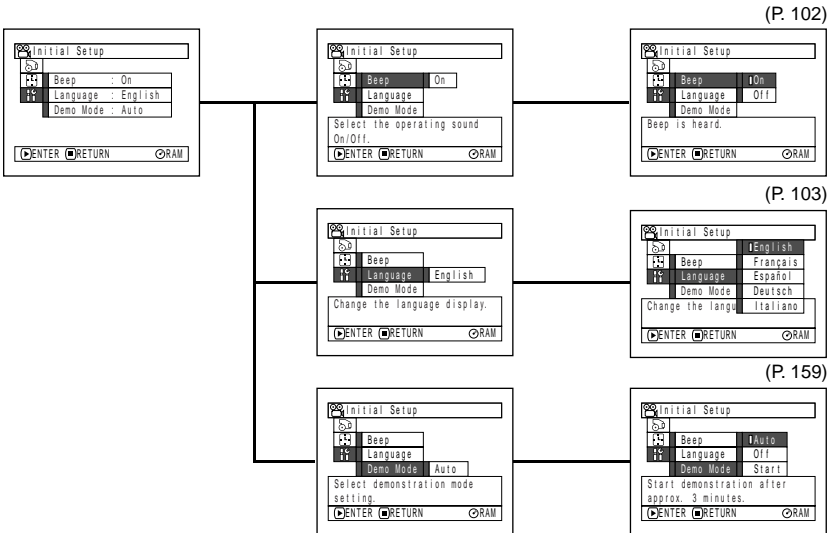 (P. 102)
Initial Setup
Beep : On
Language : English
Demo Mode : Auto
ENTER RETURN RAM
Initial Setup
Beep On
Language
Demo Mode
Select the operating sound
On/Off.
ENTER RETURN RAM
Initial Setup
Beep On
Language Off
Demo Mode
Beep is heard.
ENTER RETURN RAM
(P. 103)
Initial Setup
Beep
Language English
Demo Mode
Change the language display.
ENTER RETURN RAM
Initial Setup
English
Beep Français
Language Español
Demo Mode Deutsch
Change the langu Italiano
ENTER RETURN RAM
(P. 159)
Initial Setup
Beep
Language
Demo Mode Auto
Select demonstration mode
setting.
ENTER RETURN RAM
Initial Setup
Beep Auto
Language Off
Demo Mode Start
Start demonstration after
approx. 3 minutes.
ENTER RETURN RAM